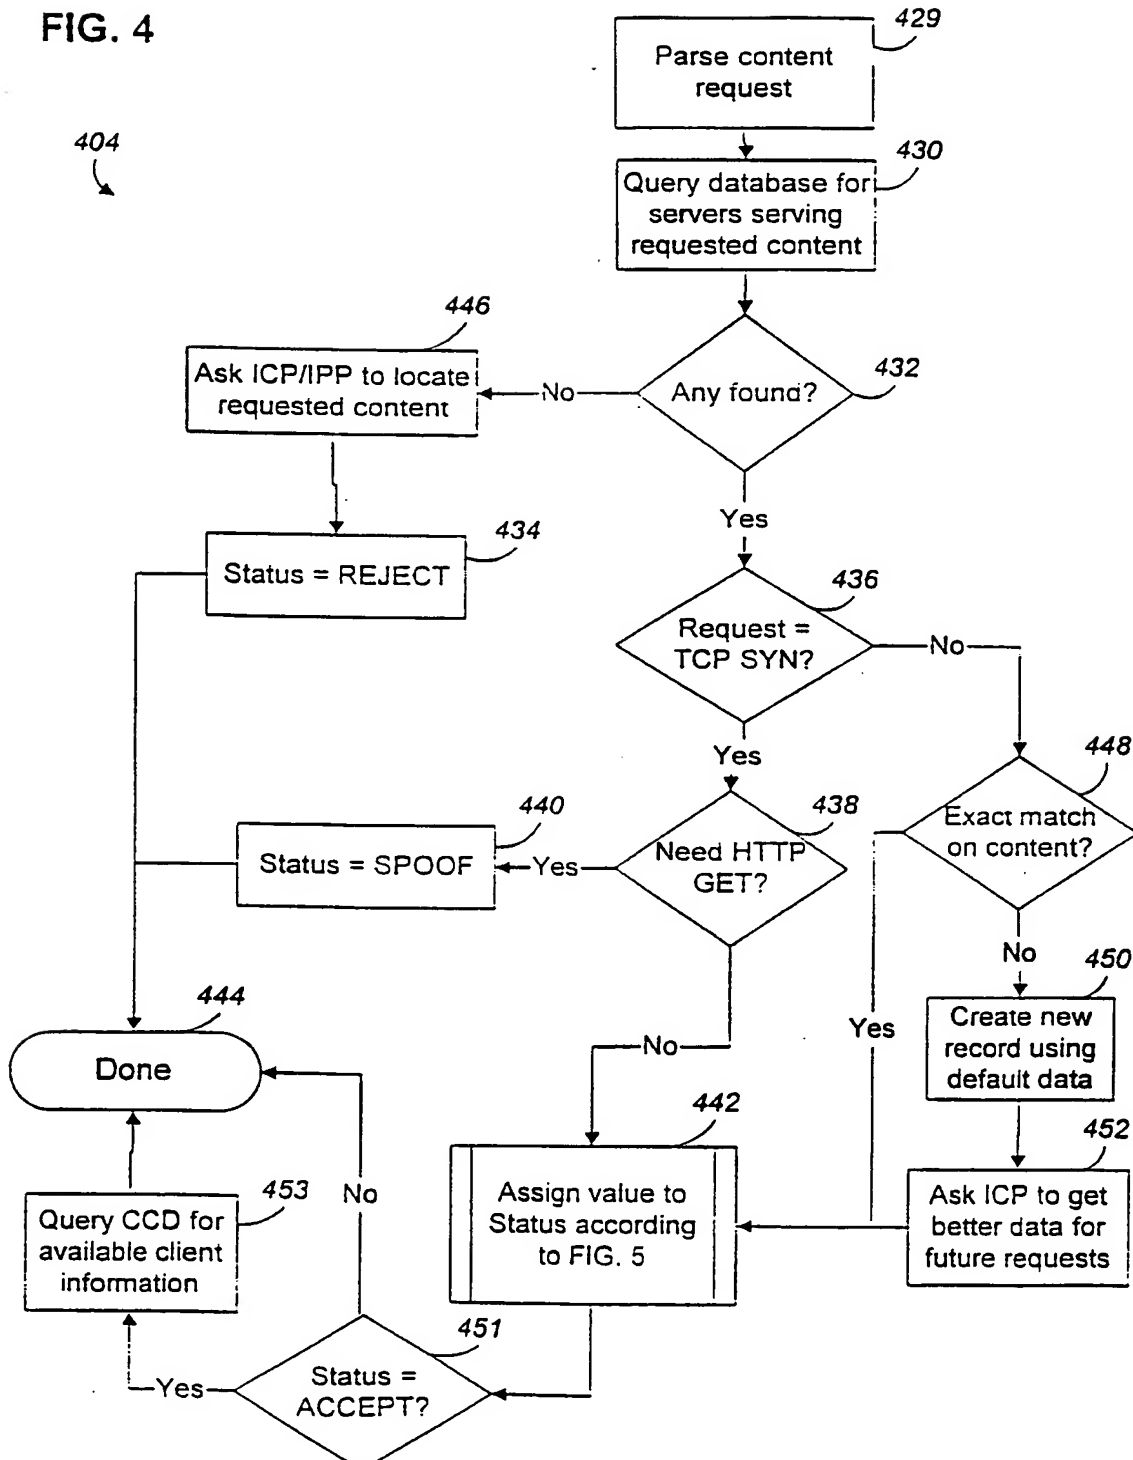 FIG. 4
429
Parse content
request
404
430
Query database for
servers serving
requested content
446
Ask ICP/IPP to locate
requested content
No
Any found?
432
Yes
434
Status = REJECT
436
Request =
TCP SYN?
No
Yes
448
Exact match
on content?
440
Status = SPOOF
Yes
438
Need HTTP
GET?
No
450
Create new
record using
default data
Yes
444
Done
No
442
Assign value to
Status according
to FIG. 5
452
Ask ICP to get
better data for
future requests
453
Query CCD for
available client
information
No
451
Status =
ACCEPT?
Yes